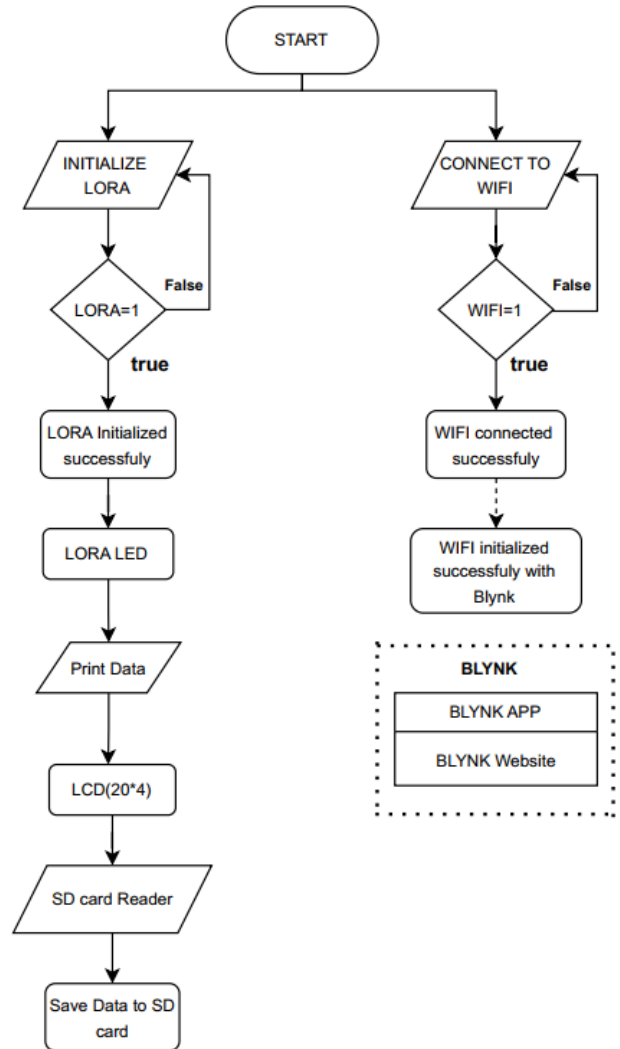 START
INITIALIZE
LORA
False
LORA=1
true
LORA Initialized
successfuly
LORA LED
Print Data
LCD(20*4)
SD card Reader
Save Data to SD
card
CONNECT TO
WIFI
False
WIFI=1
true
WIFI connected
successfuly
WIFI initialized
successfuly with
Blynk
BLYNK
BLYNK APP
BLYNK Website